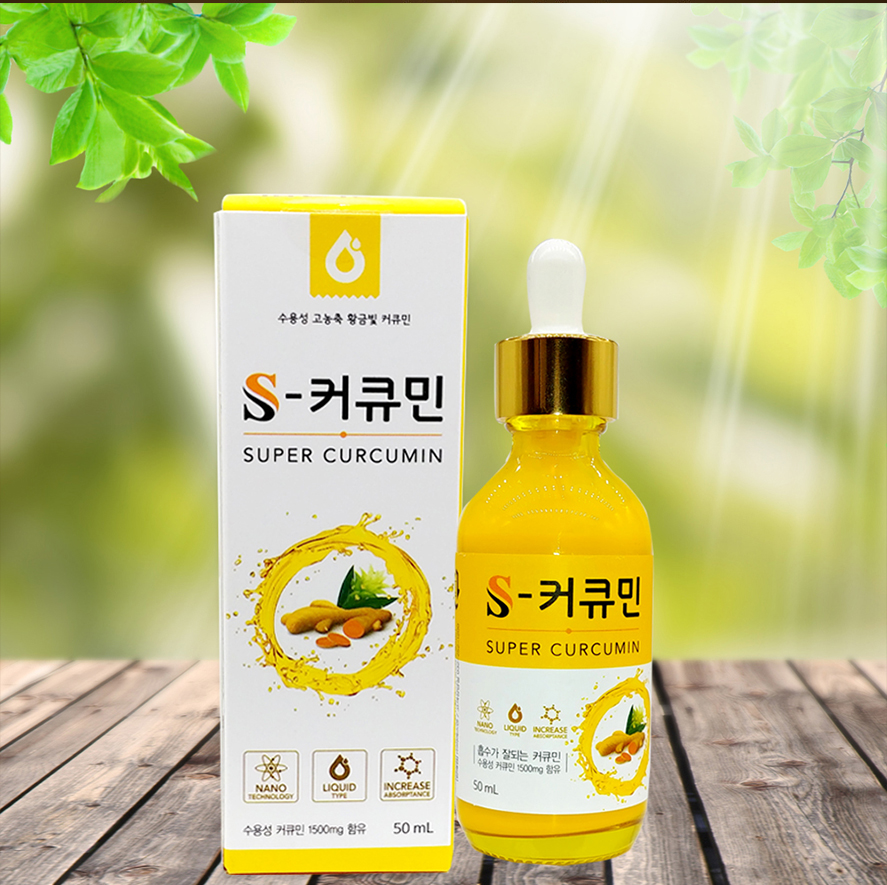 수용성 고농축 황금빛 커큐민
S-커큐민
SUPER CURCUMIN
NANO
TECHNOLOGY
LIQUID
TYPE
INCREASE
ABSORPTANCE
수용성 커큐민 1500mg 함유
50 mL
S-커큐민
SUPER CURCUMIN
NANO
TECHNOLOGY
LIQUID
TYPE
INCREASE
ABSORPTANCE
흡수가 잘되는 커큐민
수용성 커큐민 1500mg 함유
50 mL